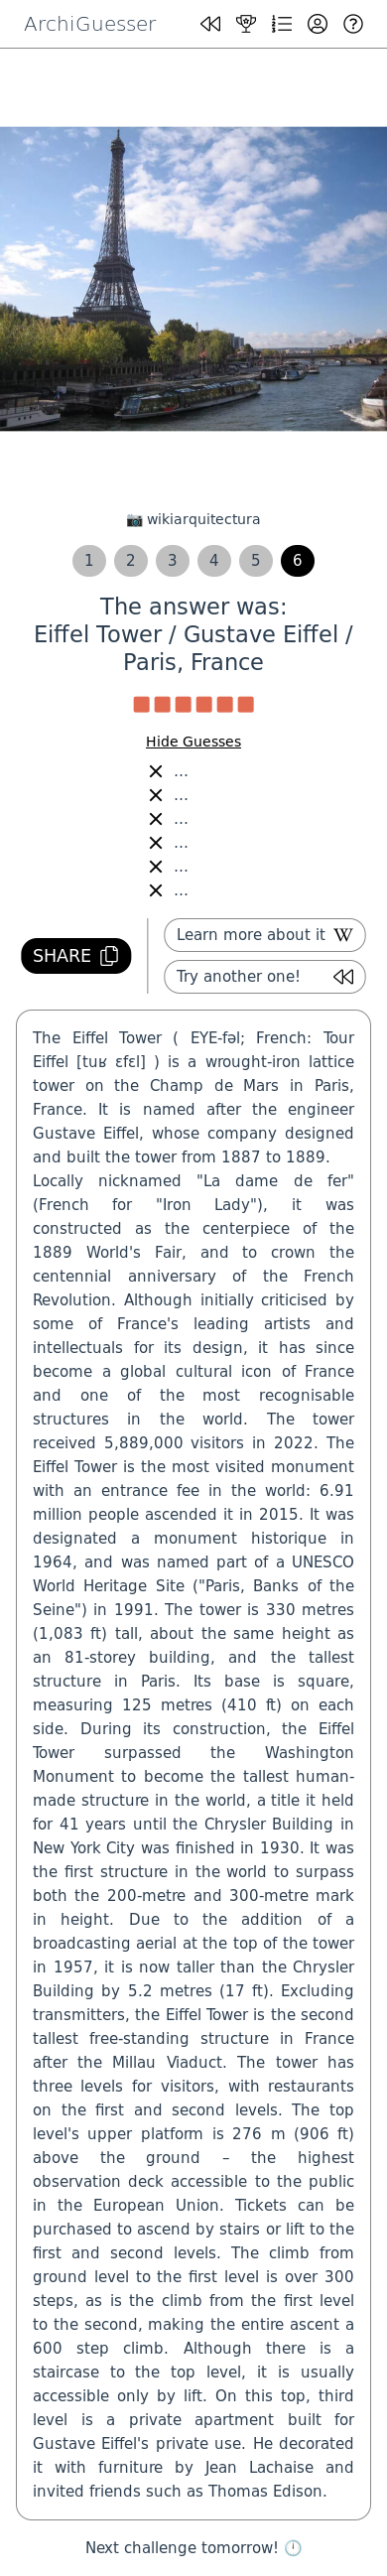 ArchiGuesser
📷 wikiarquitectura
1 2 3 4 5 6
The answer was:
Eiffel Tower / Gustave Eiffel /
Paris, France
Hide Guesses
...
...
...
...
...
...
SHARE
Learn more about it
Try another one!
The Eiffel Tower ( EYE-fəl; French: Tour
Eiffel [tuʁ ɛfɛl] ) is a wrought-iron lattice
tower on the Champ de Mars in Paris,
France. It is named after the engineer
Gustave Eiffel, whose company designed
and built the tower from 1887 to 1889.
Locally nicknamed "La dame de fer"
(French for "Iron Lady"), it was
constructed as the centerpiece of the
1889 World's Fair, and to crown the
centennial anniversary of the French
Revolution. Although initially criticised by
some of France's leading artists and
intellectuals for its design, it has since
become a global cultural icon of France
and one of the most recognisable
structures in the world. The tower
received 5,889,000 visitors in 2022. The
Eiffel Tower is the most visited monument
with an entrance fee in the world: 6.91
million people ascended it in 2015. It was
designated a monument historique in
1964, and was named part of a UNESCO
World Heritage Site ("Paris, Banks of the
Seine") in 1991. The tower is 330 metres
(1,083 ft) tall, about the same height as
an 81-storey building, and the tallest
structure in Paris. Its base is square,
measuring 125 metres (410 ft) on each
side. During its construction, the Eiffel
Tower surpassed the Washington
Monument to become the tallest human-
made structure in the world, a title it held
for 41 years until the Chrysler Building in
New York City was finished in 1930. It was
the first structure in the world to surpass
both the 200-metre and 300-metre mark
in height. Due to the addition of a
broadcasting aerial at the top of the tower
in 1957, it is now taller than the Chrysler
Building by 5.2 metres (17 ft). Excluding
transmitters, the Eiffel Tower is the second
tallest free-standing structure in France
after the Millau Viaduct. The tower has
three levels for visitors, with restaurants
on the first and second levels. The top
level's upper platform is 276 m (906 ft)
above the ground – the highest
observation deck accessible to the public
in the European Union. Tickets can be
purchased to ascend by stairs or lift to the
first and second levels. The climb from
ground level to the first level is over 300
steps, as is the climb from the first level
to the second, making the entire ascent a
600 step climb. Although there is a
staircase to the top level, it is usually
accessible only by lift. On this top, third
level is a private apartment built for
Gustave Eiffel's private use. He decorated
it with furniture by Jean Lachaise and
invited friends such as Thomas Edison.
Next challenge tomorrow! 🕛